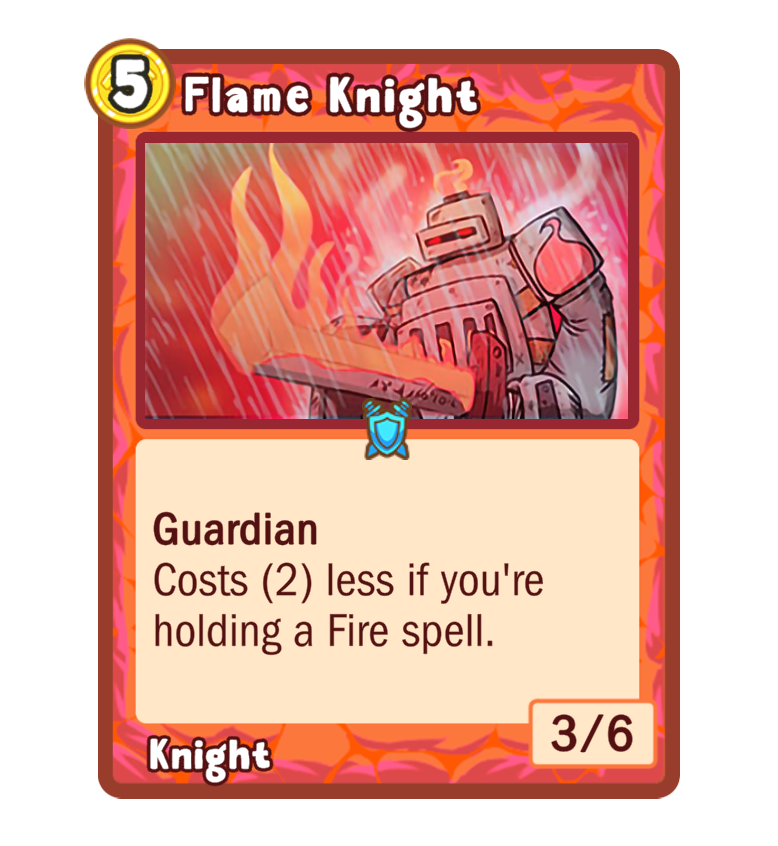 5
Flame Knight
Guardian
Costs (2) less if you're
holding a Fire spell.
3/6
Knight